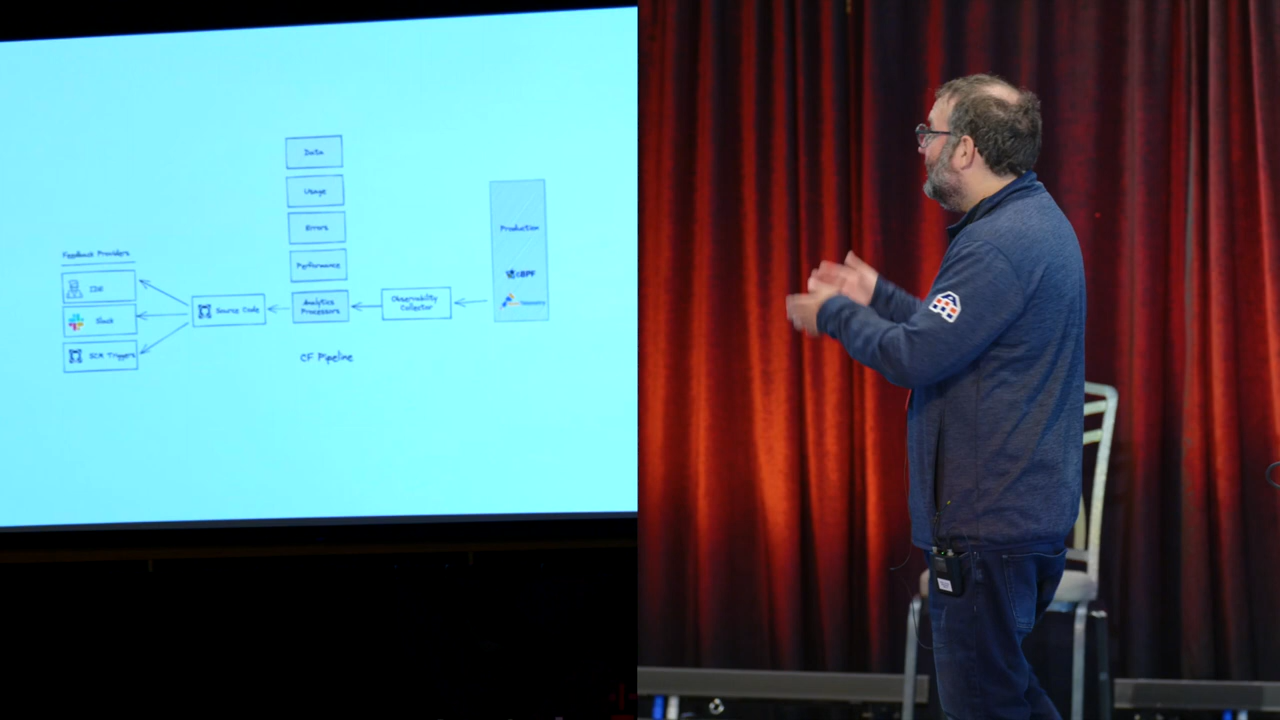 Data
Usage
Errors
Performance
Analytics
Processors
Observability
Collector
Production
eBPF
Feedback Providers
IDE
Slack
SCM Triggers
Source Code
CF Pipeline